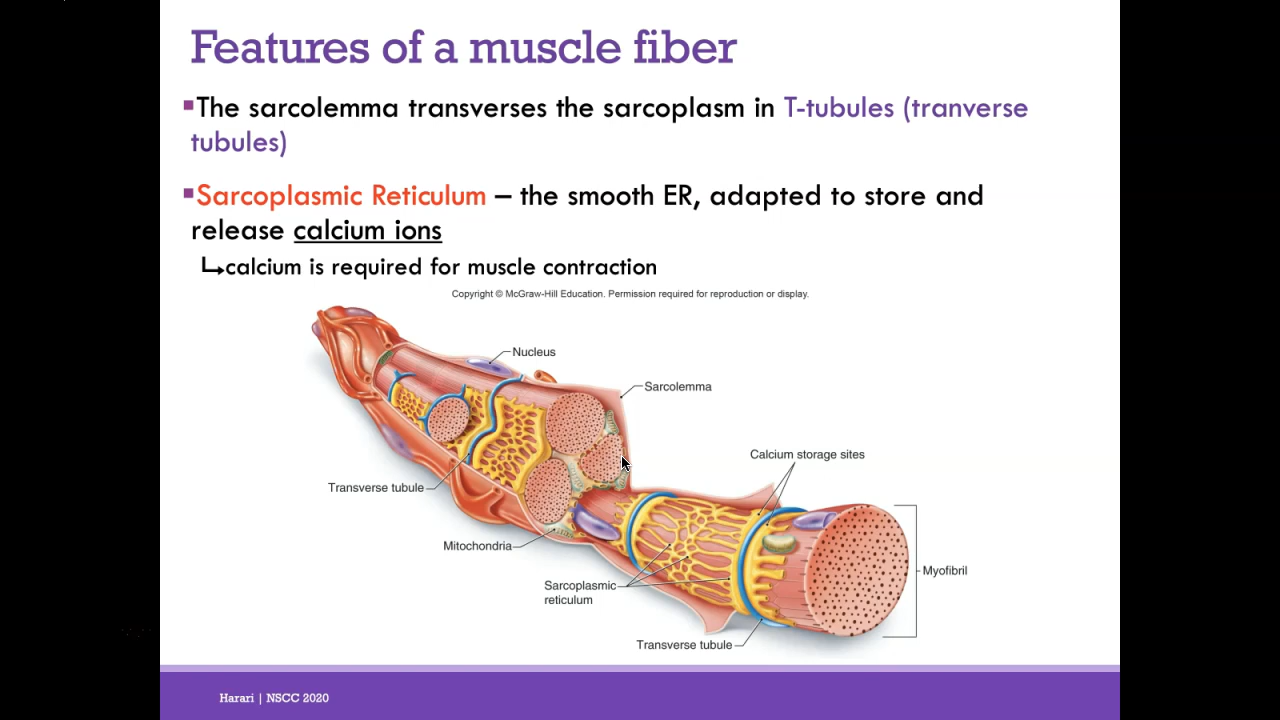 Features of a muscle fiber
▪The sarcolemma transverses the sarcoplasm in T-tubules (tranverse
tubules)
▪Sarcoplasmic Reticulum – the smooth ER, adapted to store and
release calcium ions
↳calcium is required for muscle contraction
Copyright © McGraw-Hill Education. Permission required for reproduction or display.
Nucleus
Sarcolemma
Calcium storage sites
Transverse tubule
Mitochondria
Myofibril
Sarcoplasmic
reticulum
Transverse tubule
Harari | NSCC 2020